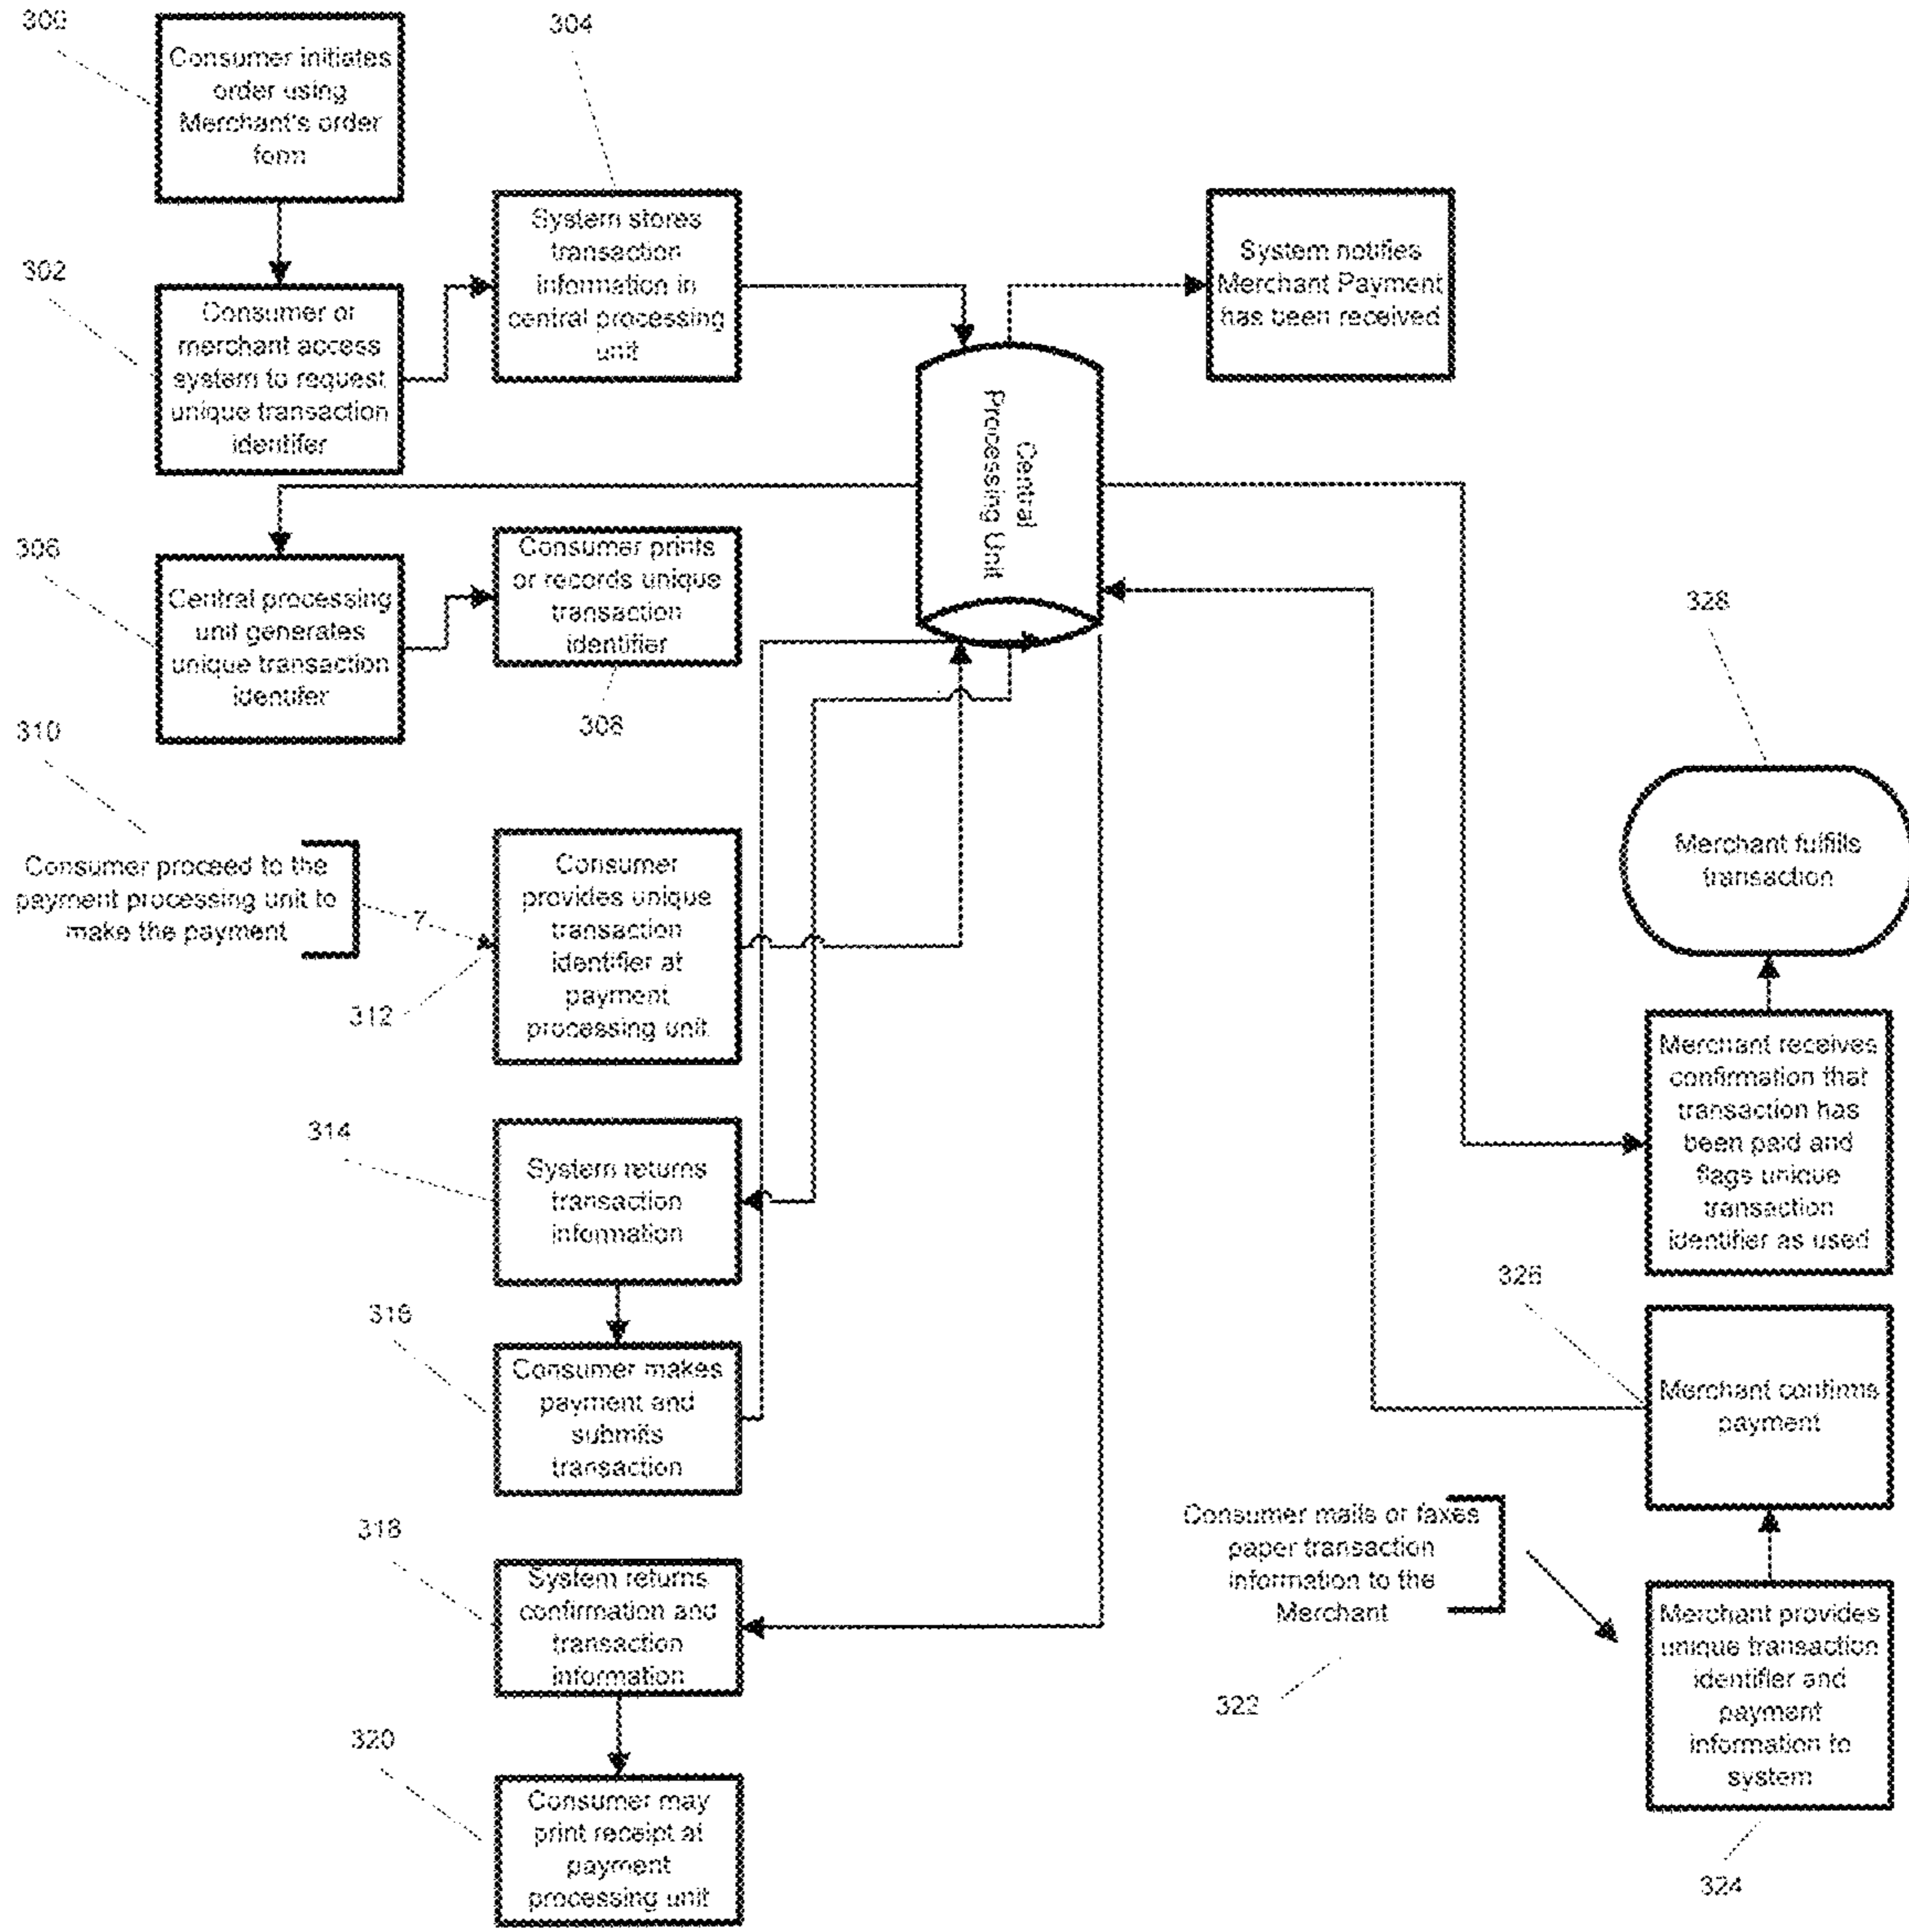 300
Consumer initiates
order using
Merchant's order
form
302
Consumer or
merchant access
system to request
unique transaction
identifer
304
System stores
transaction
information in
central processing
unit
System notifies
Merchant Payment
has been received
Central
Processing Unit
306
Central processing
unit generates
unique transaction
identifer
Consumer prints
or records unique
transaction
identifier
308
310
Consumer proceed to the
payment processing unit to
make the payment
7
312
Consumer
provides unique
transaction
identifier at
payment
processing unit.
314
System returns
transaction
information
316
Consumer makes
payment and
submits
transaction
318
System returns
confirmation and
transaction
information
320
Consumer may
print receipt at
payment
processing unit
328
Merchant fulfills
transaction
Merchant receives
confirmation that
transaction has
been paid and
flags unique
transaction
identifier as used
326
Merchant confirms
payment
Consumer mails or faxes
paper transaction
information to the
Merchant
322
Merchant provides
unique transaction
identifier and
payment
information to
system
324